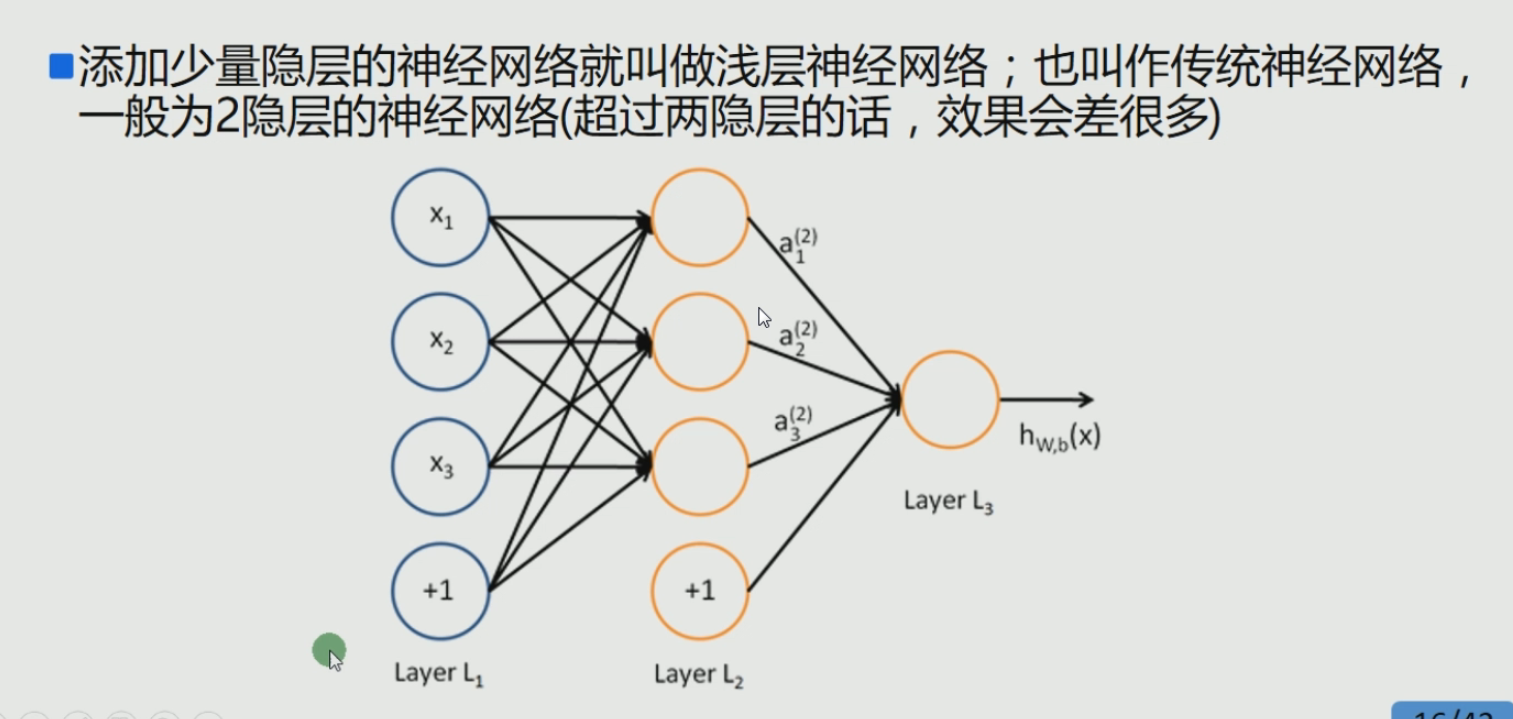 添加少量隐层的神经网络就叫做浅层神经网络；也叫作传统神经网络，
一般为2隐层的神经网络(超过两隐层的话，效果会差很多)
x₁
a₁⁽²⁾
x₂
a₂⁽²⁾
x₃
a₃⁽²⁾
h_W,b(x)
Layer L₃
+1
+1
Layer L₁
Layer L₂